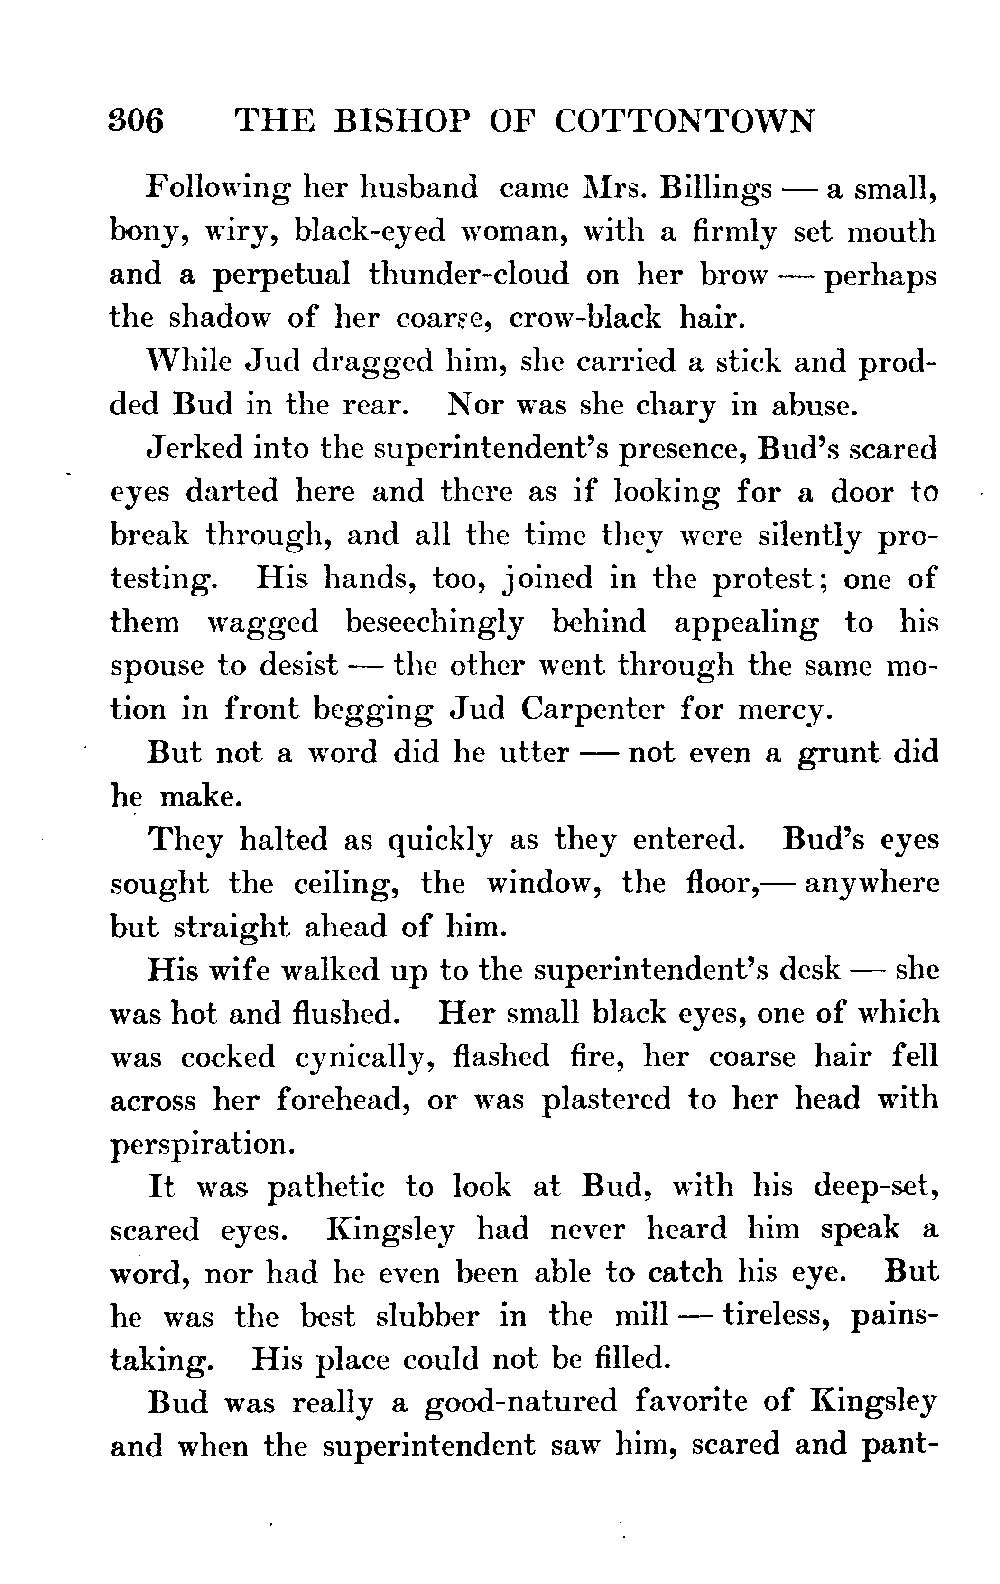 306 THE BISHOP OF COTTONTOWN
Following her husband came Mrs. Billings — a small,
bony, wiry, black-eyed woman, with a firmly set mouth
and a perpetual thunder-cloud on her brow — perhaps
the shadow of her coarse, crow-black hair.
While Jud dragged him, she carried a stick and prod-
ded Bud in the rear. Nor was she chary in abuse.
Jerked into the superintendent's presence, Bud's scared
eyes darted here and there as if looking for a door to
break through, and all the time they were silently pro-
testing. His hands, too, joined in the protest; one of
them wagged beseechingly behind appealing to his
spouse to desist — the other went through the same mo-
tion in front begging Jud Carpenter for mercy.
But not a word did he utter — not even a grunt did
he make.
They halted as quickly as they entered. Bud's eyes
sought the ceiling, the window, the floor,— anywhere
but straight ahead of him.
His wife walked up to the superintendent's desk — she
was hot and flushed. Her small black eyes, one of which
was cocked cynically, flashed fire, her coarse hair fell
across her forehead, or was plastered to her head with
perspiration.
It was pathetic to look at Bud, with his deep-set,
scared eyes. Kingsley had never heard him speak a
word, nor had he even been able to catch his eye. But
he was the best slubber in the mill — tireless, pains-
taking. His place could not be filled.
Bud was really a good-natured favorite of Kingsley
and when the superintendent saw him, scared and pant-